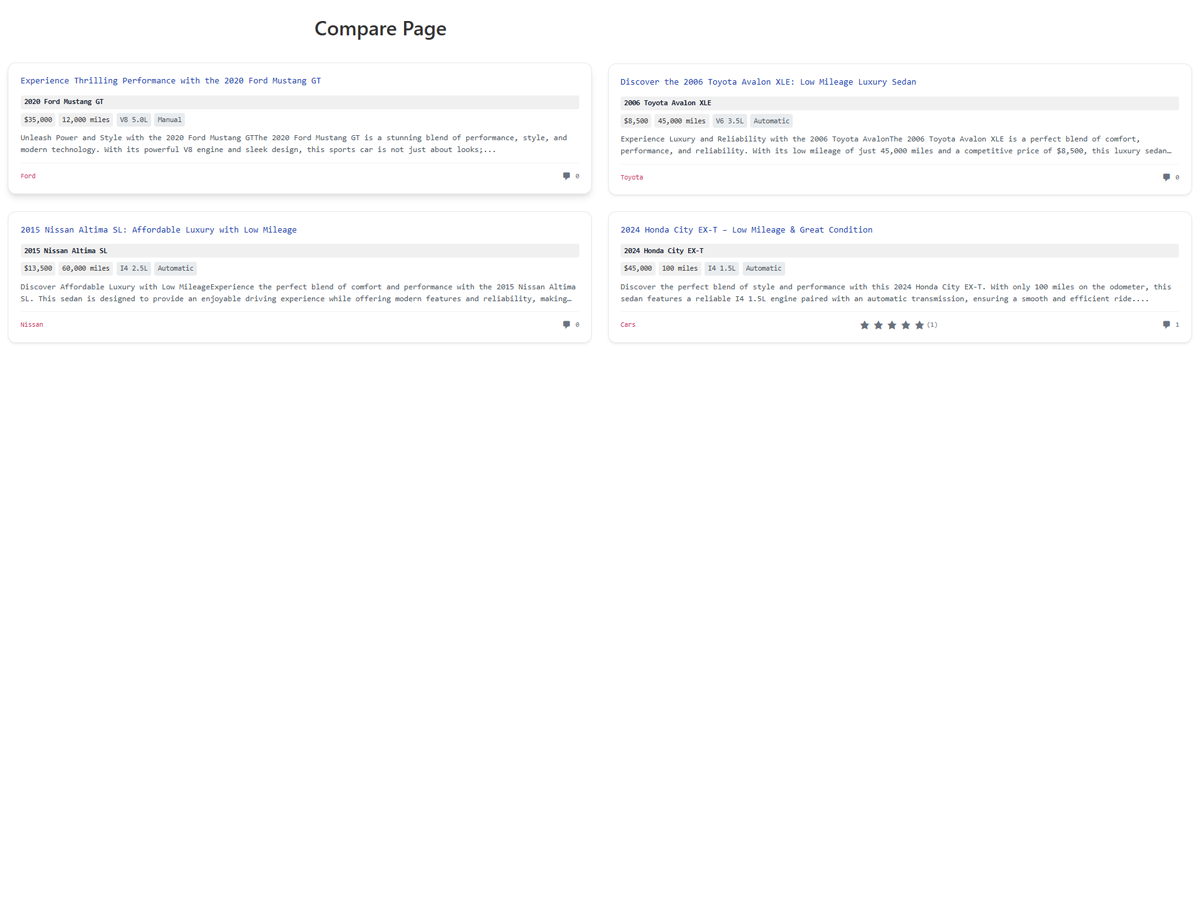 Compare Page
Experience Thrilling Performance with the 2020 Ford Mustang GT
2020 Ford Mustang GT
$35,000 12,000 miles V8 5.0L Manual
Unleash Power and Style with the 2020 Ford Mustang GTThe 2020 Ford Mustang GT is a stunning blend of performance, style, and
modern technology. With its powerful V8 engine and sleek design, this sports car is not just about looks;...
Ford 0
Discover the 2006 Toyota Avalon XLE: Low Mileage Luxury Sedan
2006 Toyota Avalon XLE
$8,500 45,000 miles V6 3.5L Automatic
Experience Luxury and Reliability with the 2006 Toyota AvalonThe 2006 Toyota Avalon XLE is a perfect blend of comfort,
performance, and reliability. With its low mileage of just 45,000 miles and a competitive price of $8,500, this luxury sedan…
Toyota 0
2015 Nissan Altima SL: Affordable Luxury with Low Mileage
2015 Nissan Altima SL
$13,500 60,000 miles I4 2.5L Automatic
Discover Affordable Luxury with Low MileageExperience the perfect blend of comfort and performance with the 2015 Nissan Altima
SL. This sedan is designed to provide an enjoyable driving experience while offering modern features and reliability, making…
Nissan 0
2024 Honda City EX-T – Low Mileage & Great Condition
2024 Honda City EX-T
$45,000 100 miles I4 1.5L Automatic
Discover the perfect blend of style and performance with this 2024 Honda City EX-T. With only 100 miles on the odometer, this
sedan features a reliable I4 1.5L engine paired with an automatic transmission, ensuring a smooth and efficient ride....
Cars (1) 1